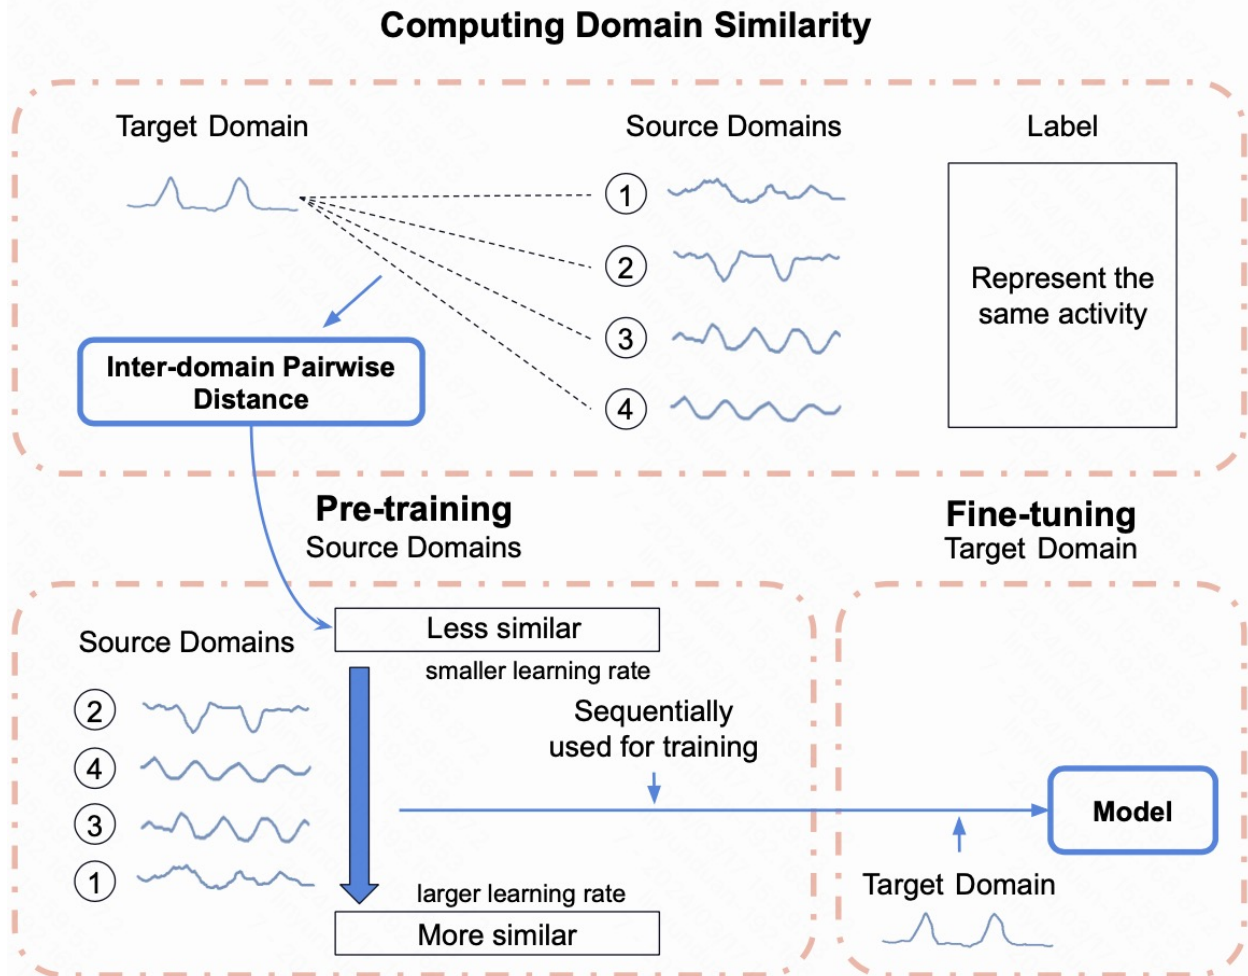 Computing Domain Similarity
Target Domain
Source Domains
Label
1
2
3
4
Represent the
same activity
Inter-domain Pairwise
Distance
Pre-training
Source Domains
Fine-tuning
Target Domain
Source Domains
2
4
3
1
Less similar
smaller learning rate
Sequentially
used for training
larger learning rate
More similar
Model
Target Domain